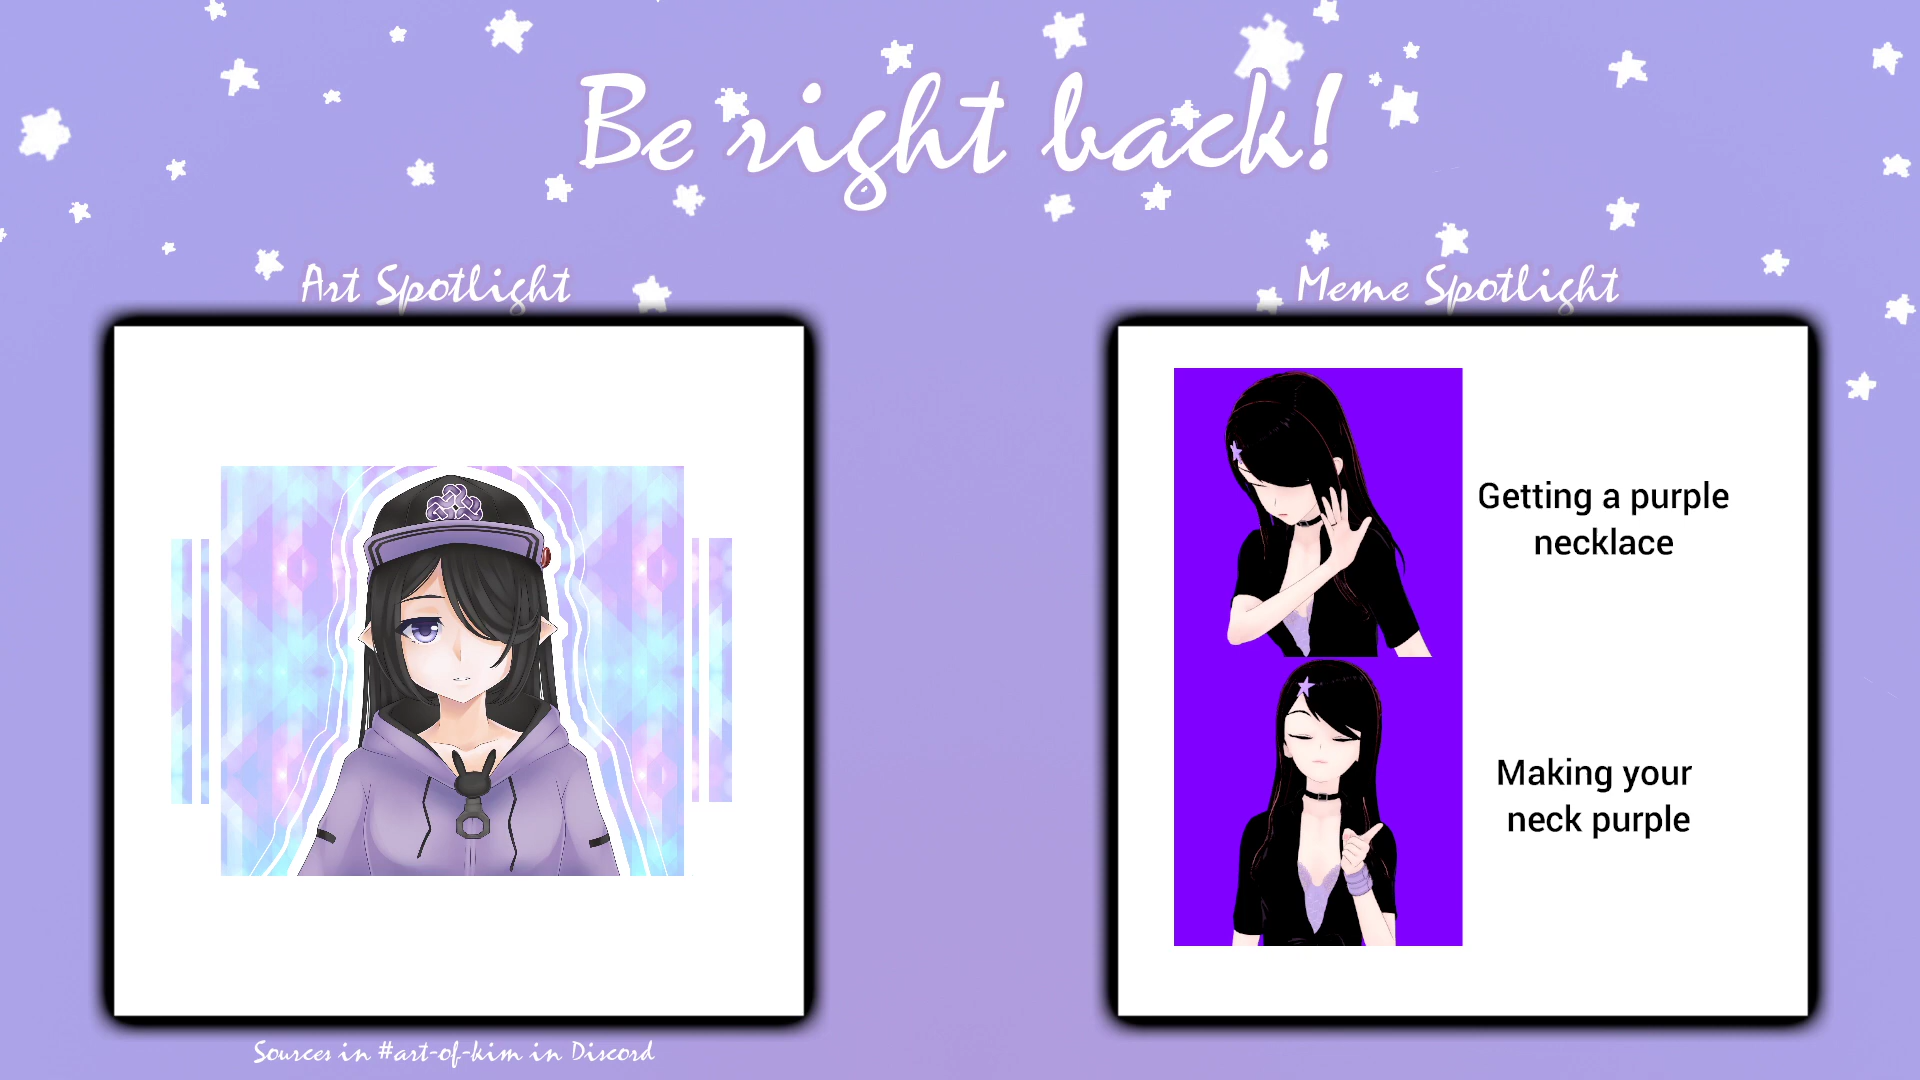 Be right back!
Art Spotlight
Meme Spotlight
Getting a purple
necklace
Making your
neck purple
Sources in #art-of-kim in Discord